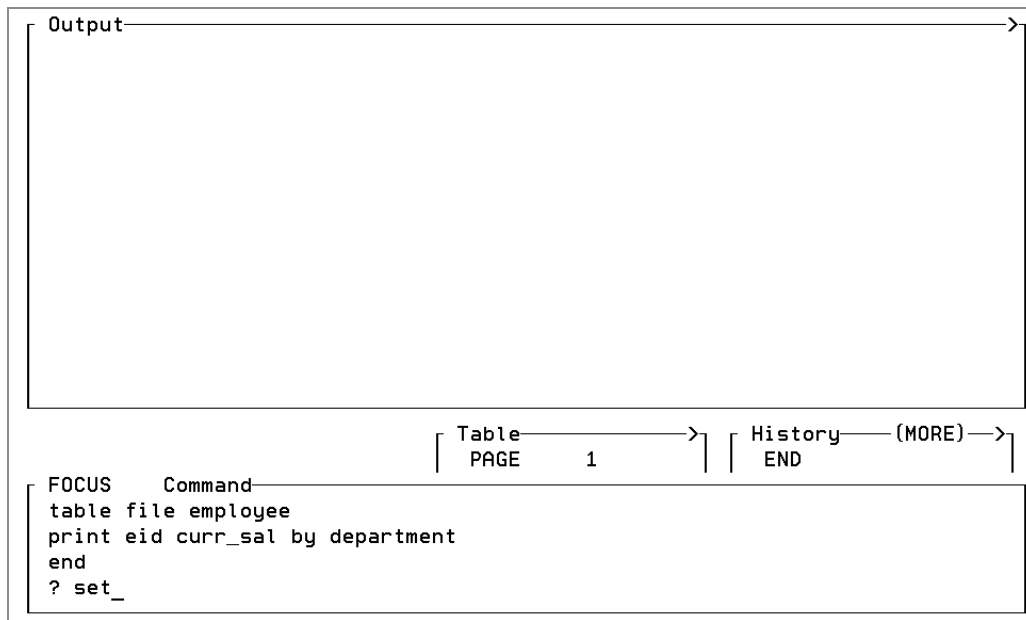 Output >
Table > History (MORE) >
PAGE 1 END
FOCUS Command
table file employee
print eid curr_sal by department
end
? set_